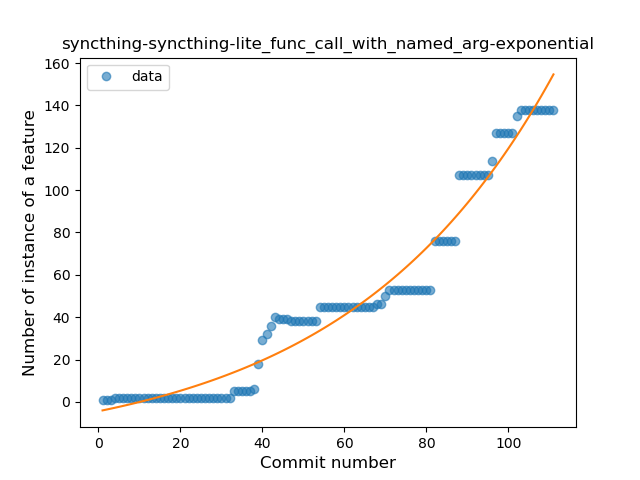 syncthing-syncthing-lite_func_call_with_named_arg-exponential
data
Number of instance of a feature
160
140
120
100
80
60
40
20
0
0 20 40 60 80 100
Commit number